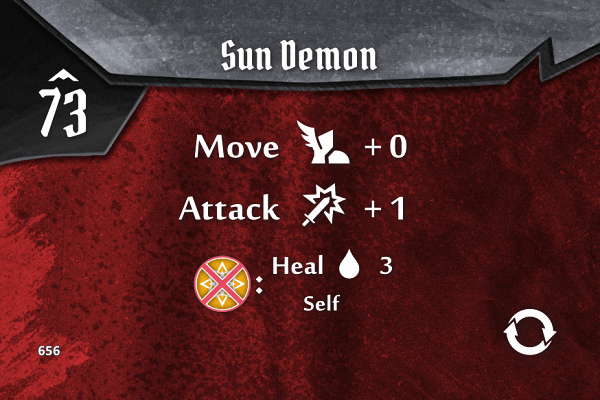 Sun Demon
73
Move + 0
Attack + 1
: Heal 3
Self
656